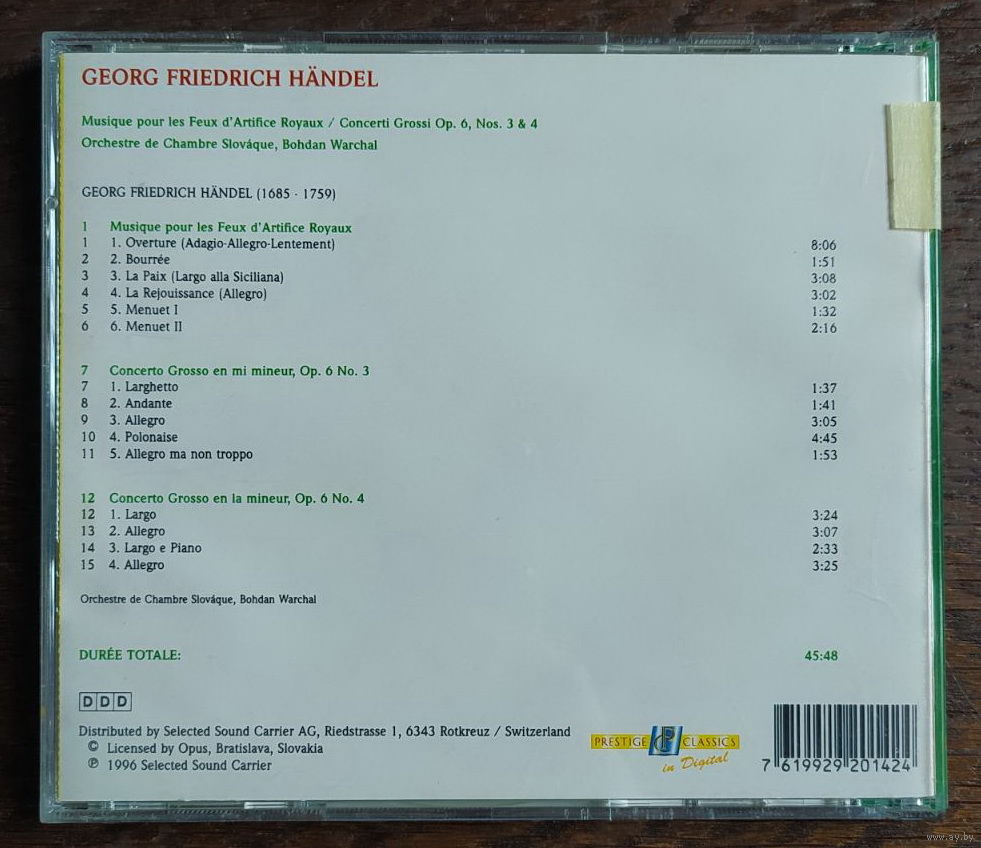 GEORG FRIEDRICH HÄNDEL
Musique pour les Feux d'Artifice Royaux / Concerti Grossi Op. 6, Nos. 3 & 4
Orchestre de Chambre Slováque, Bohdan Warchal
GEORG FRIEDRICH HÄNDEL (1685 - 1759)
1 Musique pour les Feux d'Artifice Royaux
1 1. Overture (Adagio-Allegro-Lentement) 8:06
2 2. Bourrée 1:51
3 3. La Paix (Largo alla Siciliana) 3:08
4 4. La Rejouissance (Allegro) 3:02
5 5. Menuet I 1:32
6 6. Menuet II 2:16
7 Concerto Grosso en mi mineur, Op. 6 No. 3
7 1. Larghetto 1:37
8 2. Andante 1:41
9 3. Allegro 3:05
10 4. Polonaise 4:45
11 5. Allegro ma non troppo 1:53
12 Concerto Grosso en la mineur, Op. 6 No. 4
12 1. Largo 3:24
13 2. Allegro 3:07
14 3. Largo e Piano 2:33
15 4. Allegro 3:25
Orchestre de Chambre Slováque, Bohdan Warchal
DURÉE TOTALE: 45:48
DDD
Distributed by Selected Sound Carrier AG, Riedstrasse 1, 6343 Rotkreuz / Switzerland
© Licensed by Opus, Bratislava, Slovakia
℗ 1996 Selected Sound Carrier
PRESTIGE CLASSICS
in Digital
7 619929 201424
www.ay.by